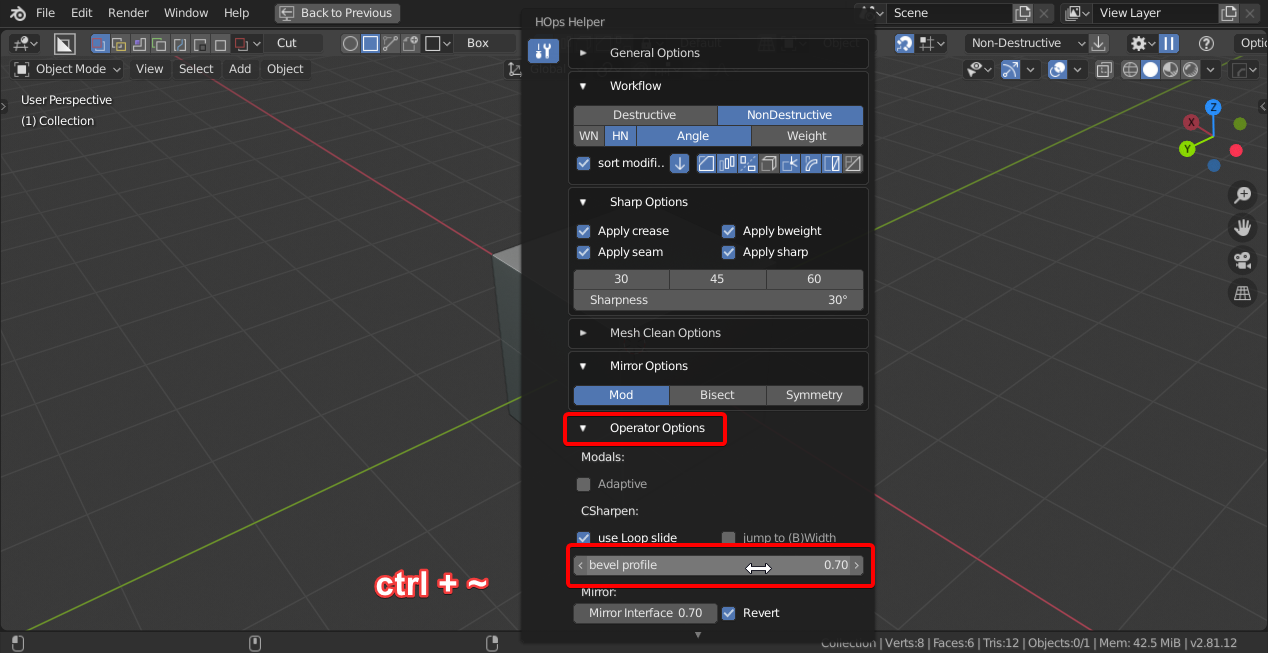 File Edit Render Window Help Back to Previous
HOps Helper
Scene
View Layer
Cut
Box
Non-Destructive
Optio
Object Mode View Select Add Object
User Perspective
(1) Collection
General Options
Workflow
Destructive NonDestructive
WN HN Angle Weight
sort modifi..
Sharp Options
Apply crease Apply bweight
Apply seam Apply sharp
30 45 60
Sharpness 30°
Mesh Clean Options
Mirror Options
Mod Bisect Symmetry
Operator Options
Modals:
Adaptive
CSharpen:
use Loop slide jump to (B)Width
bevel profile 0.70
Mirror:
Mirror Interface 0.70 Revert
ctrl + ~
X
Y
Z
Collection | Verts:8 | Faces:6 | Tris:12 | Objects:0/1 | Mem: 42.5 MiB | v2.81.12